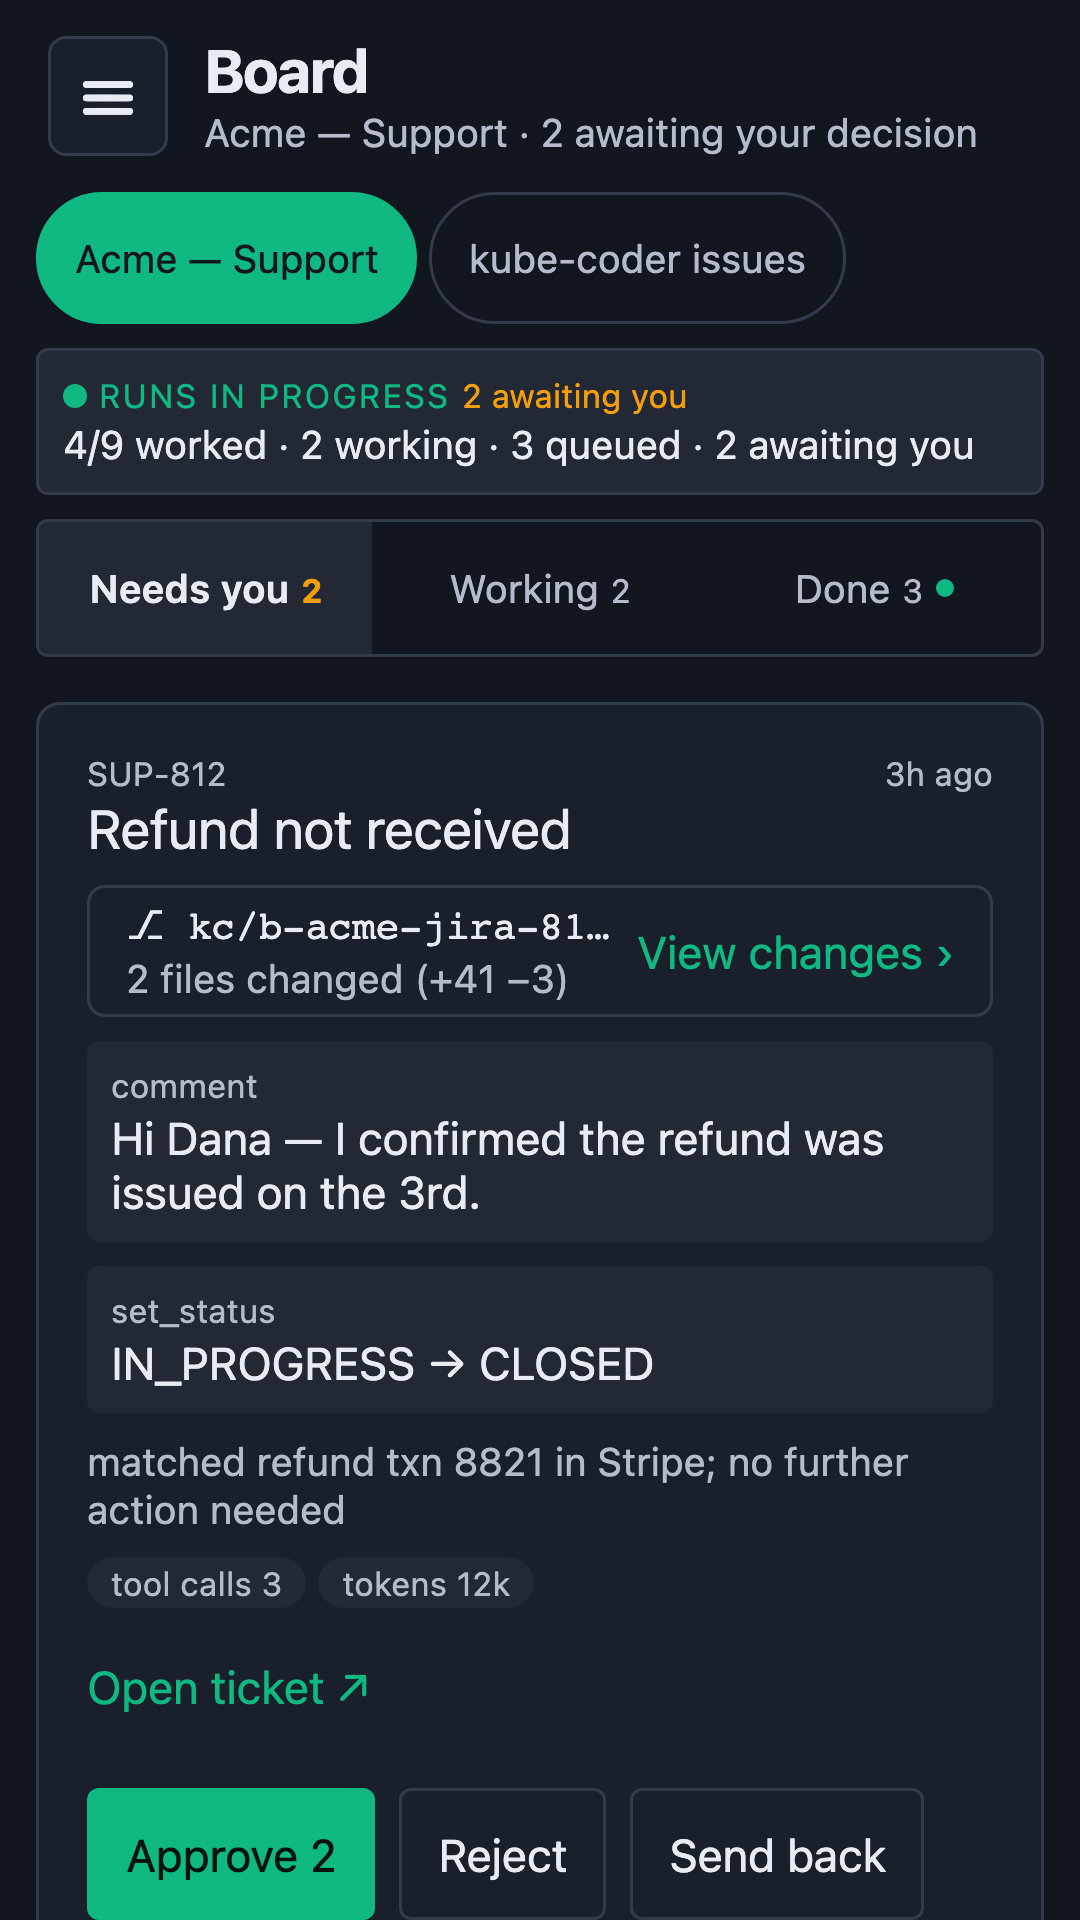 Board
Acme — Support · 2 awaiting your decision
Acme — Support
kube-coder issues
RUNS IN PROGRESS 2 awaiting you
4/9 worked · 2 working · 3 queued · 2 awaiting you
Needs you 2
Working 2
Done 3
SUP-812
3h ago
Refund not received
⎇ kc/b-acme-jira-81…
2 files changed (+41 −3)
View changes ›
comment
Hi Dana — I confirmed the refund was
issued on the 3rd.
set_status
IN_PROGRESS → CLOSED
matched refund txn 8821 in Stripe; no further
action needed
tool calls 3
tokens 12k
Open ticket ↗
Approve 2
Reject
Send back